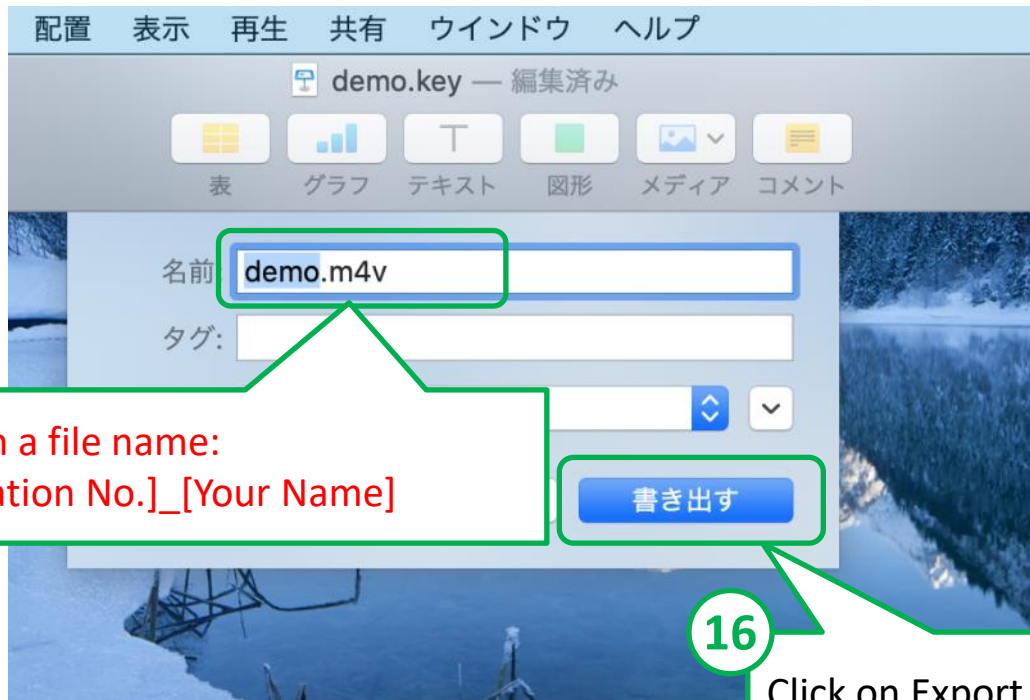 配置 表示 再生 共有 ウインドウ ヘルプ
demo.key — 編集済み
表 グラフ テキスト 図形 メディア コメント
名前: demo.m4v
タグ:
a file name:
No.]_[Your Name]
書き出す
16
Click on Export